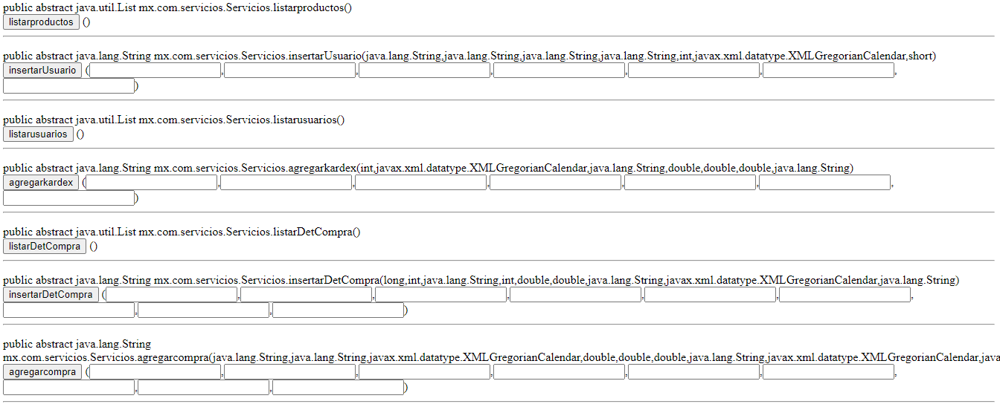 public abstract java.util.List mx.com.servicios.Servicios.listarproductos()
listarproductos ()
public abstract java.lang.String mx.com.servicios.Servicios.insertarUsuario(java.lang.String,java.lang.String,java.lang.String,java.lang.String,int,javax.xml.datatype.XMLGregorianCalendar,short)
insertarUsuario ( , , , , , ,
)
public abstract java.util.List mx.com.servicios.Servicios.listarusuarios()
listarusuarios ()
public abstract java.lang.String mx.com.servicios.Servicios.agregarkardex(int,javax.xml.datatype.XMLGregorianCalendar,java.lang.String,double,double,double,java.lang.String)
agregarkardex ( , , , , , ,
)
public abstract java.util.List mx.com.servicios.Servicios.listarDetCompra()
listarDetCompra ()
public abstract java.lang.String mx.com.servicios.Servicios.insertarDetCompra(long,int,java.lang.String,int,double,double,java.lang.String,javax.xml.datatype.XMLGregorianCalendar,java.lang.String)
insertarDetCompra ( , , , , , ,
, , )
public abstract java.lang.String
mx.com.servicios.Servicios.agregarcompra(java.lang.String,java.lang.String,javax.xml.datatype.XMLGregorianCalendar,double,double,double,java.lang.String,javax.xml.datatype.XMLGregorianCalendar,java
agregarcompra ( , , , , , ,
, , )